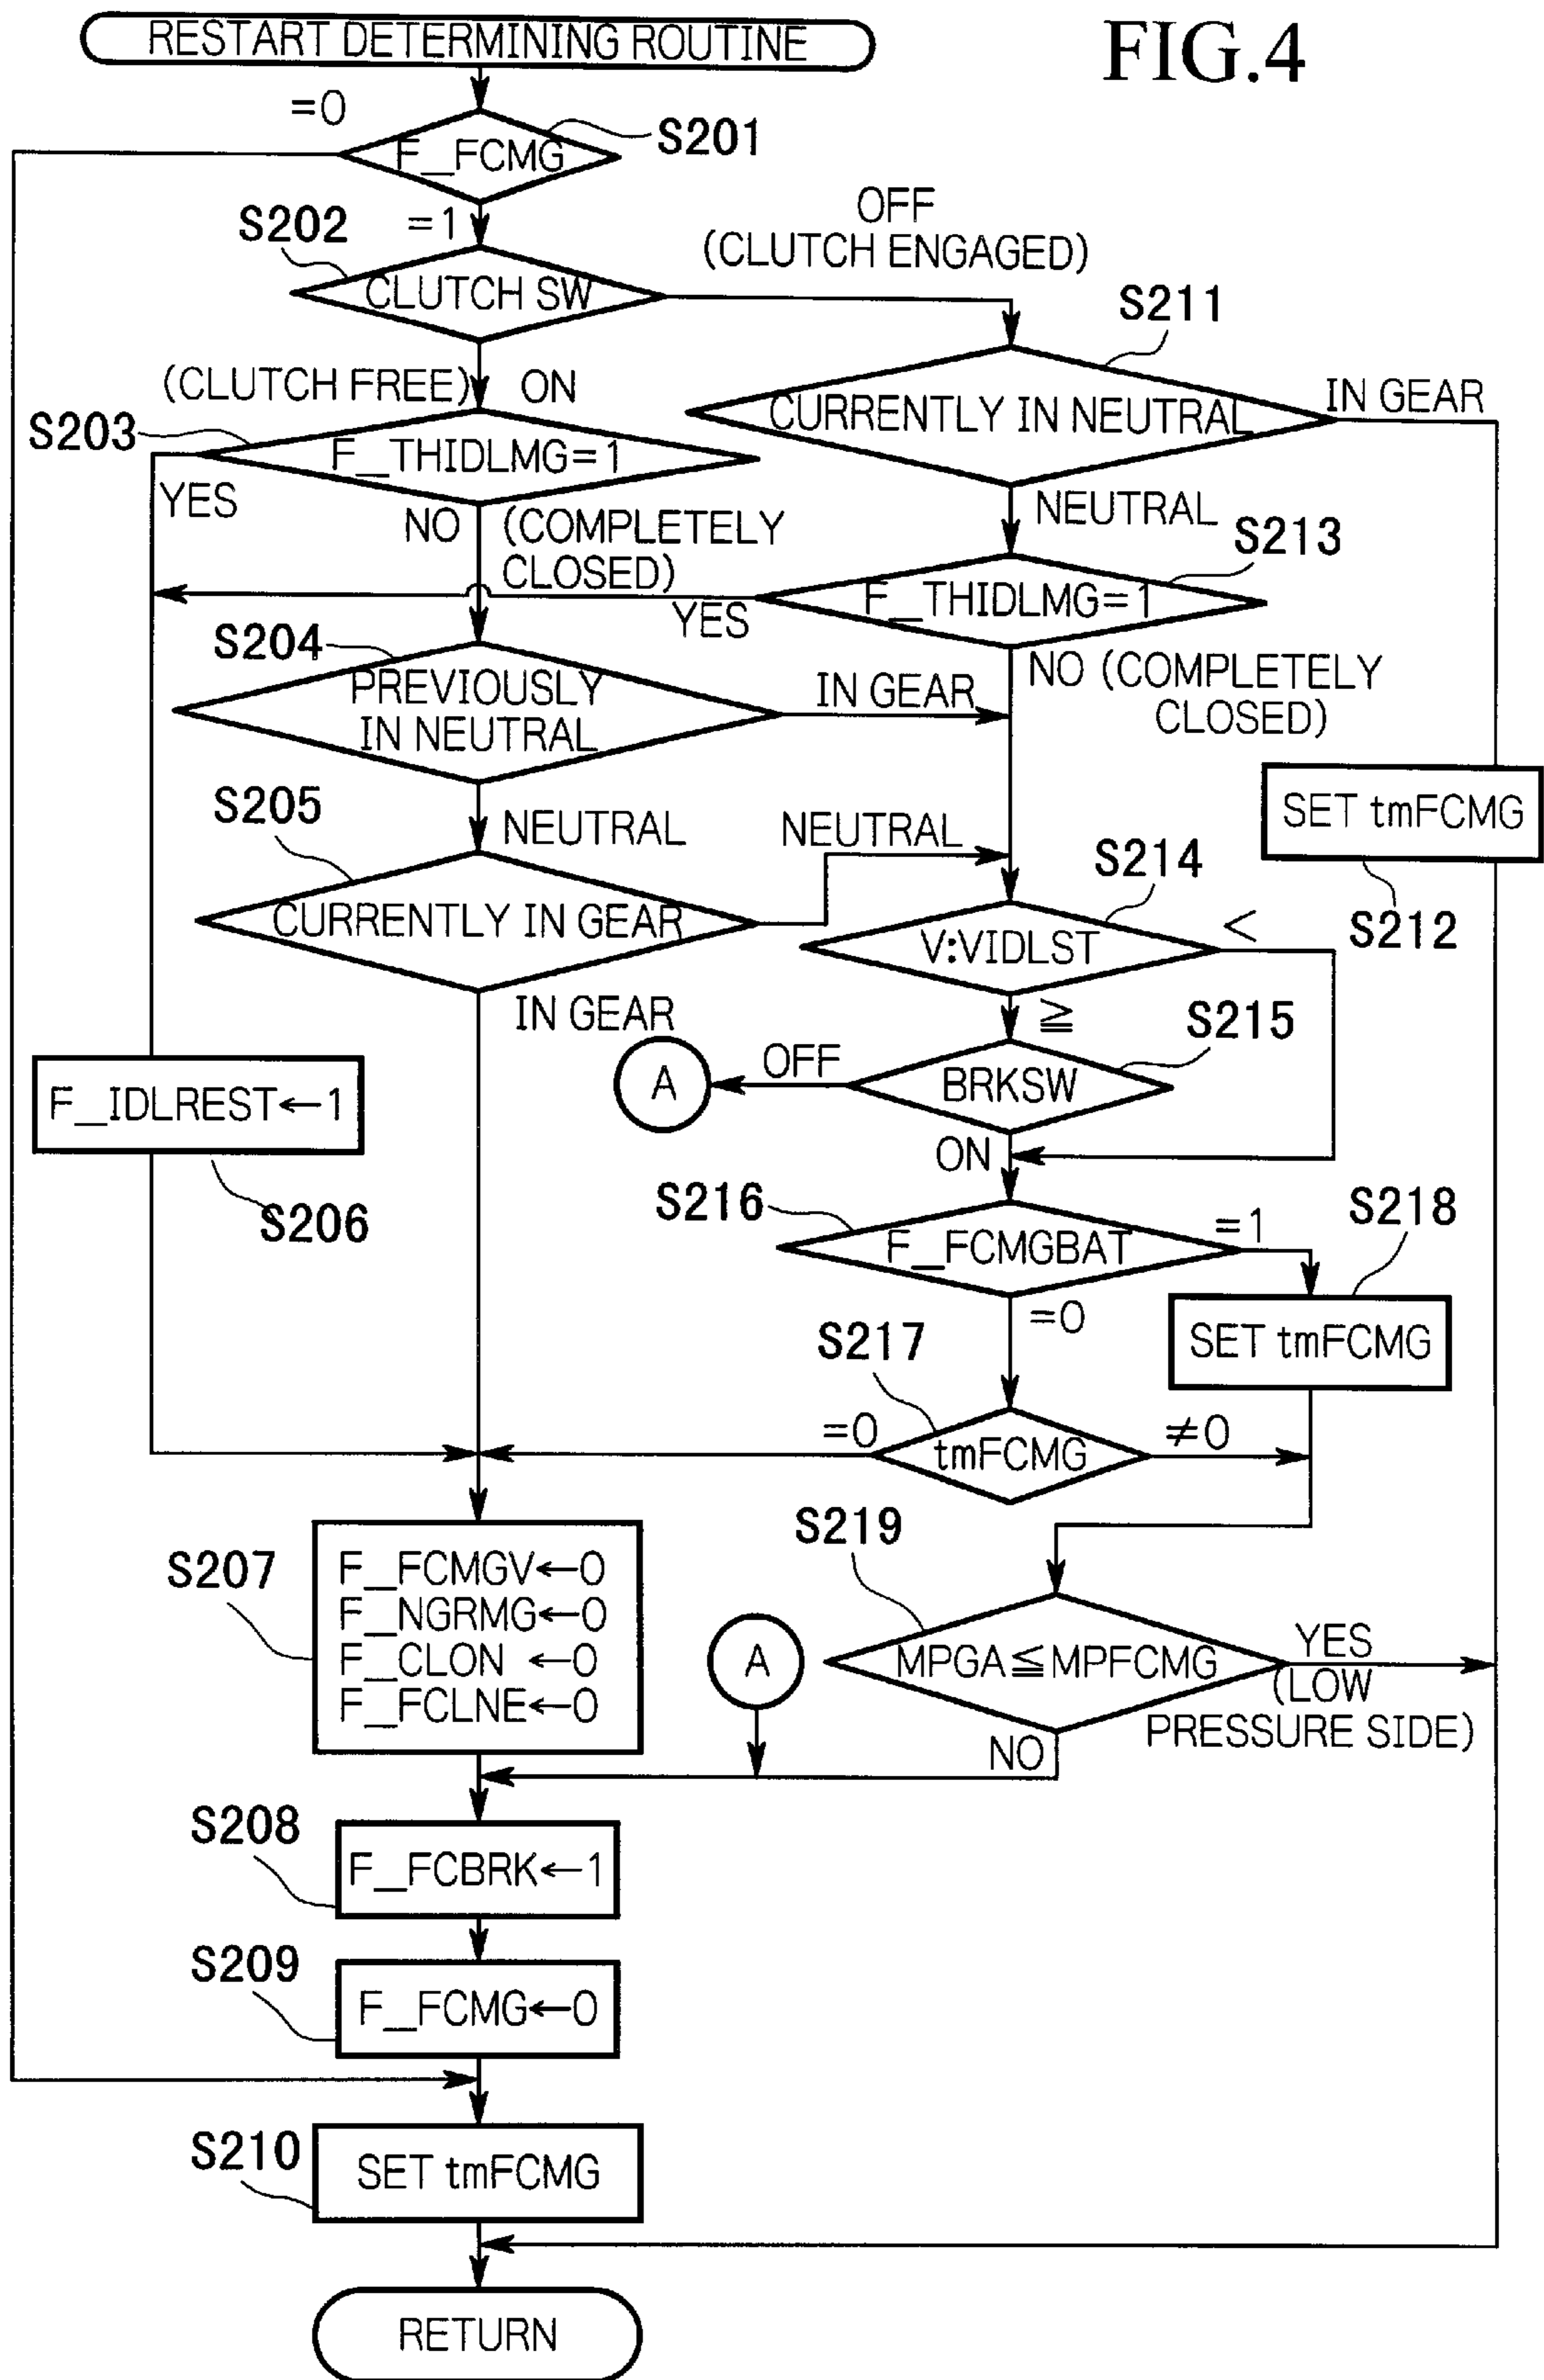 RESTART DETERMINING ROUTINE
FIG.4
=0
F_FCMG
S201
=1
S202
CLUTCH SW
OFF
(CLUTCH ENGAGED)
S211
(CLUTCH FREE) ON
CURRENTLY IN NEUTRAL
IN GEAR
S203
F_THIDLMG=1
YES
NO (COMPLETELY
CLOSED)
NEUTRAL
S213
F_THIDLMG=1
YES
S204
PREVIOUSLY
IN NEUTRAL
IN GEAR
NO (COMPLETELY
CLOSED)
S205
NEUTRAL
NEUTRAL
SET tmFCMG
S212
CURRENTLY IN GEAR
IN GEAR
S214
V:VIDLST
<
≧
S215
A
OFF
BRKSW
ON
F_IDLREST←1
S206
S216
F_FCMGBAT
=1
S218
=0
SET tmFCMG
S217
=0
tmFCMG
≠0
S207
F_FCMGV←0
F_NGRMG←0
F_CLON ←0
F_FCLNE←0
S219
A
MPGA≦MPFCMG
YES
(LOW
PRESSURE SIDE)
NO
S208
F_FCBRK←1
S209
F_FCMG←0
S210
SET tmFCMG
RETURN